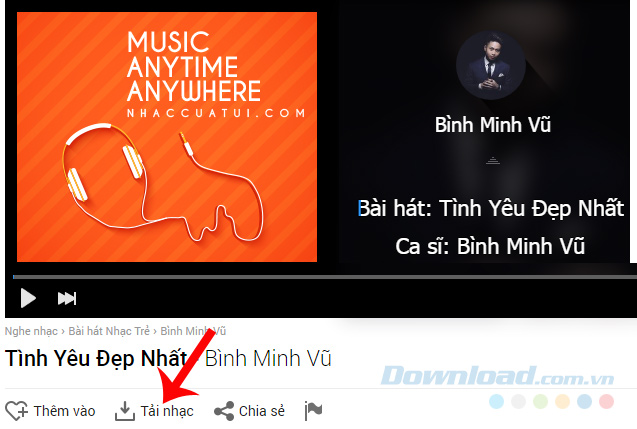 MUSIC
ANYTIME
ANYWHERE
NHACCUATUI.COM
Bình Minh Vũ
Bài hát: Tình Yêu Đẹp Nhất
Ca sĩ: Bình Minh Vũ
Nghe nhạc › Bài hát Nhạc Trẻ › Bình Minh Vũ
Tình Yêu Đẹp Nhất - Bình Minh Vũ
Download.com.vn
Thêm vào Tải nhạc Chia sẻ